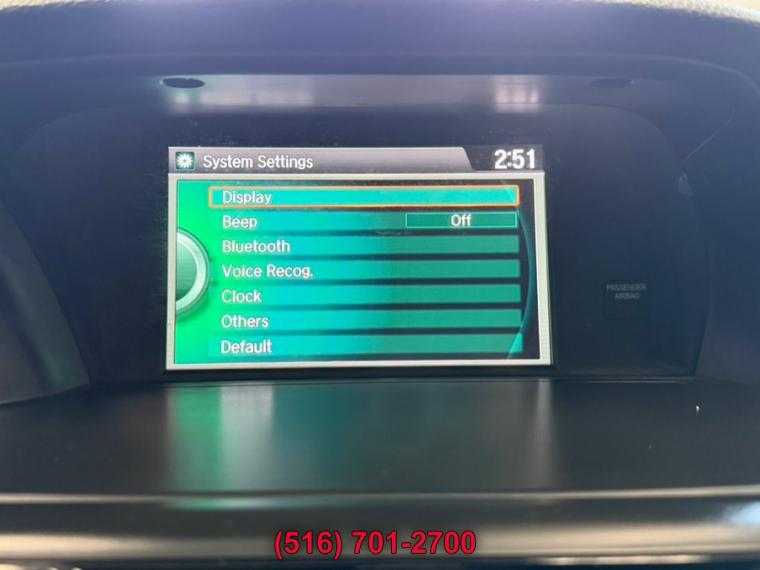 System Settings 2:51
Display
Beep Off
Bluetooth
Voice Recog.
Clock
Others
Default
PASSENGER
AIRBAG
(516) 701-2700